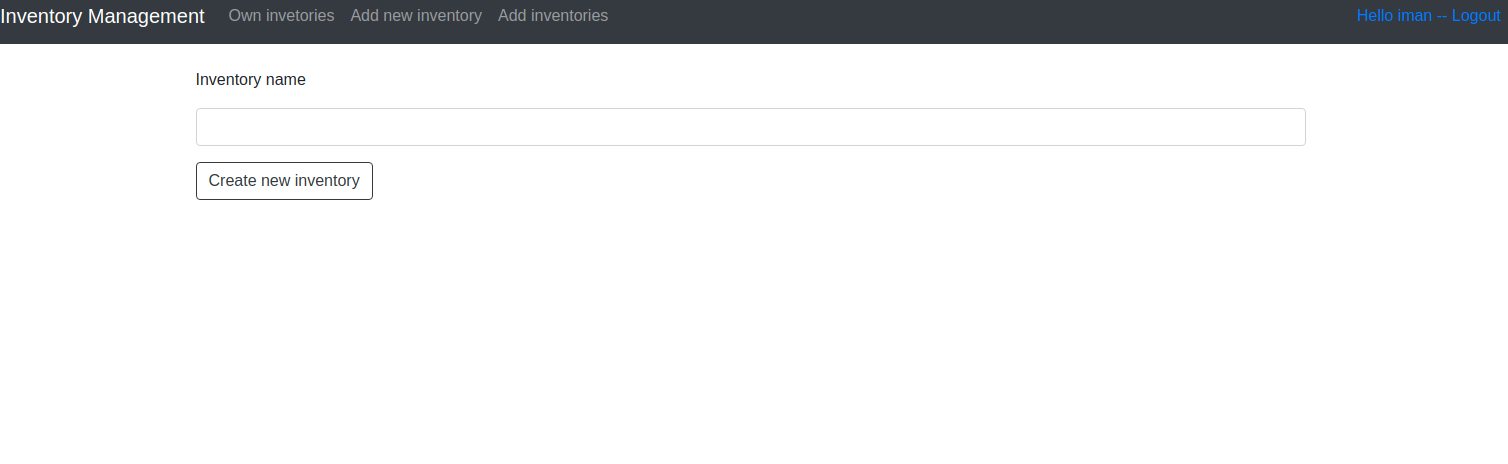 Inventory Management Own invetories Add new inventory Add inventories Hello iman -- Logout
Inventory name
Create new inventory